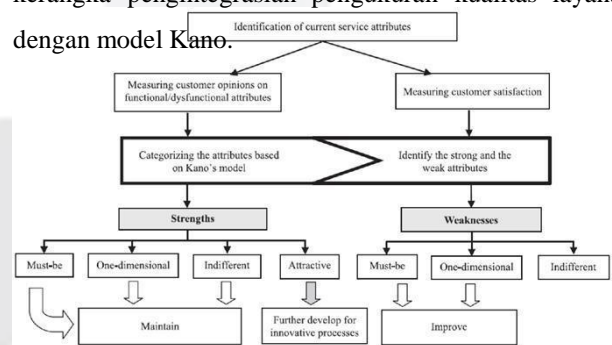 kerangka pengintegrasian pengukuran kualitas
Identification of current service attributes
dengan model Kano.
Measuring customer opinions on
functional/dysfunctional attributes
Measuring customer satisfaction
Categorizing the attributes based
on Kano's model
Identify the strong and the
weak attributes
Strengths
Weaknesses
Must-be
One-dimensional
Indifferent
Attractive
Must-be
One-dimensional
Indifferent
Maintain
Further develop for
innovative processes
Improve